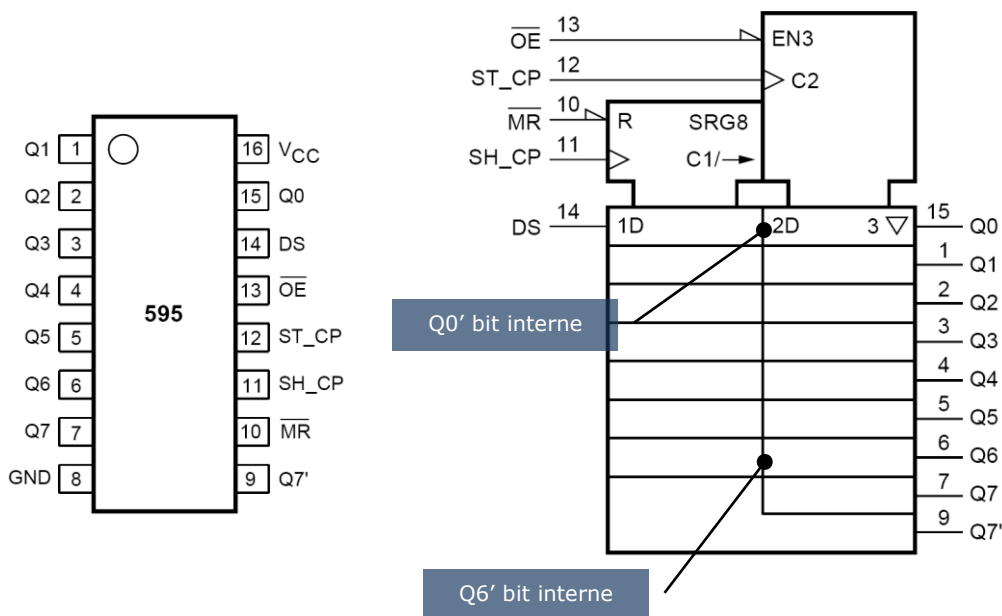 Q1 1 16 VCC
Q2 2 15 Q0
Q3 3 14 DS
Q4 4 13 OE
595
Q5 5 12 ST_CP
Q6 6 11 SH_CP
Q7 7 10 MR
GND 8 9 Q7'
OE 13 EN3
ST_CP 12 C2
MR 10 R SRG8
SH_CP 11 C1/→
DS 14 1D 2D 3 ▽ 15 Q0
1 Q1
2 Q2
Q0’ bit interne
3 Q3
4 Q4
5 Q5
6 Q6
7 Q7
9 Q7'
Q6’ bit interne